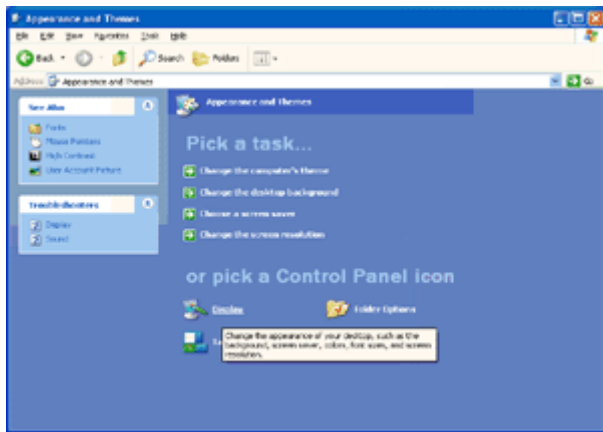 Appearance and Themes
File Edit View Favorites Tools Help
Back Search Folders
Address Appearance and Themes Go
See Also
Fonts
Mouse Pointers
High Contrast
User Account Picture
Troubleshooters
Display
Sound
Appearance and Themes
Pick a task...
Change the computer's theme
Change the desktop background
Choose a screen saver
Change the screen resolution
or pick a Control Panel icon
Display Folder Options
Change the appearance of your desktop, such as the
background, screen saver, colors, font sizes, and screen
resolution.